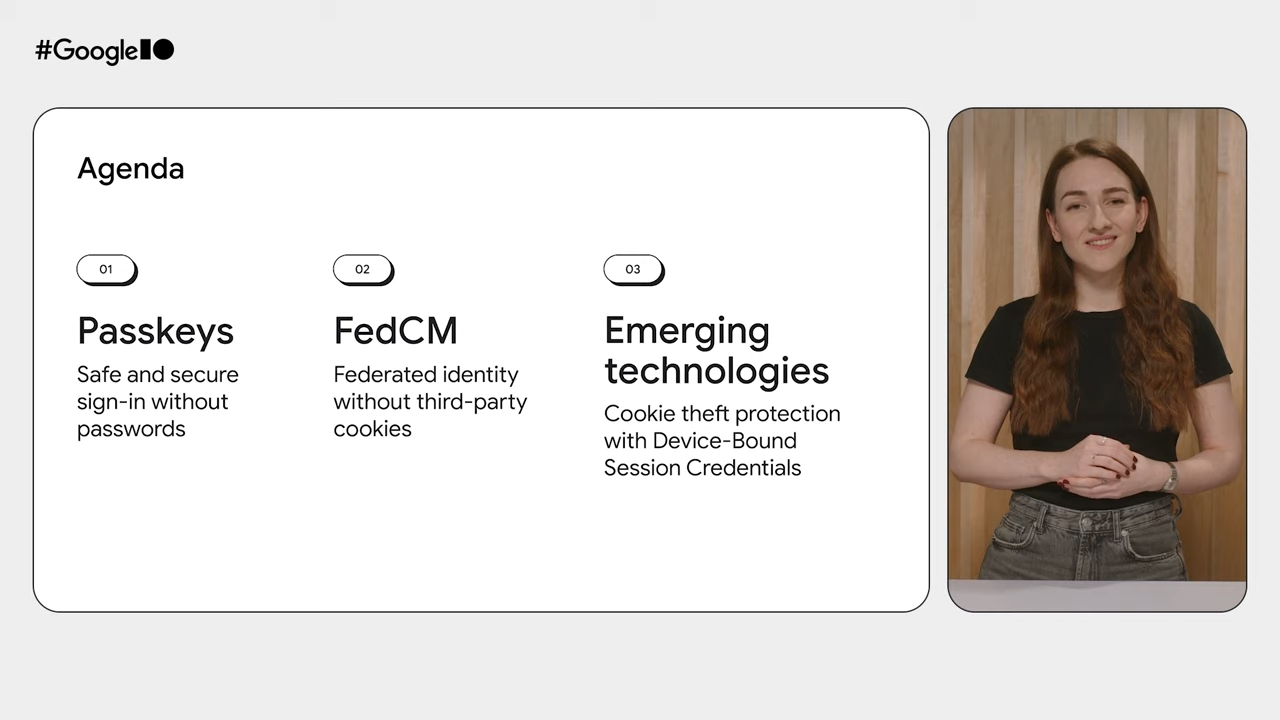 #GoogleIO
Agenda
01
Passkeys
Safe and secure
sign-in without
passwords
02
FedCM
Federated identity
without third-party
cookies
03
Emerging
technologies
Cookie theft protection
with Device-Bound
Session Credentials